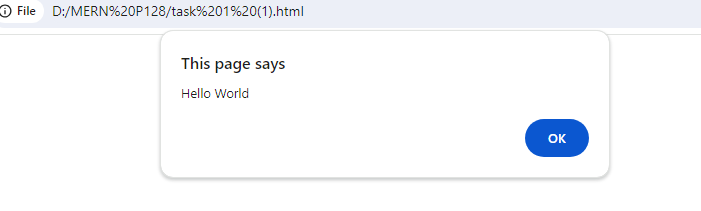 File D:/MERN%20P128/task%201%20(1).html
This page says
Hello World
OK